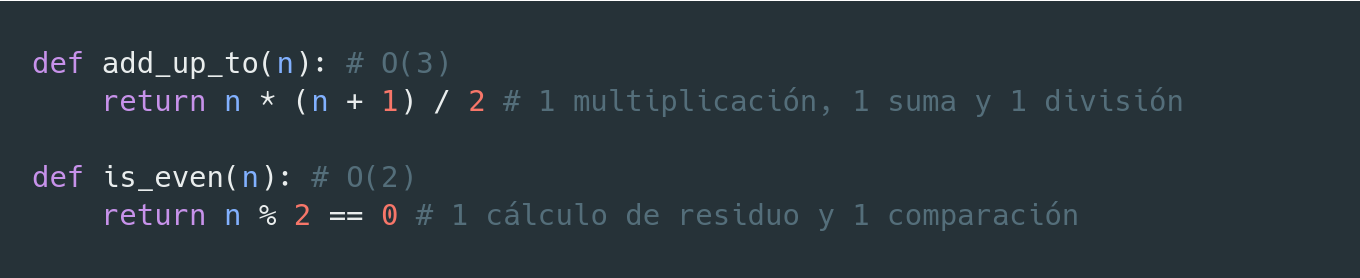 def add_up_to(n): # O(3)
    return n * (n + 1) / 2 # 1 multiplicación, 1 suma y 1 división
def is_even(n): # O(2)
    return n % 2 == 0 # 1 cálculo de residuo y 1 comparación